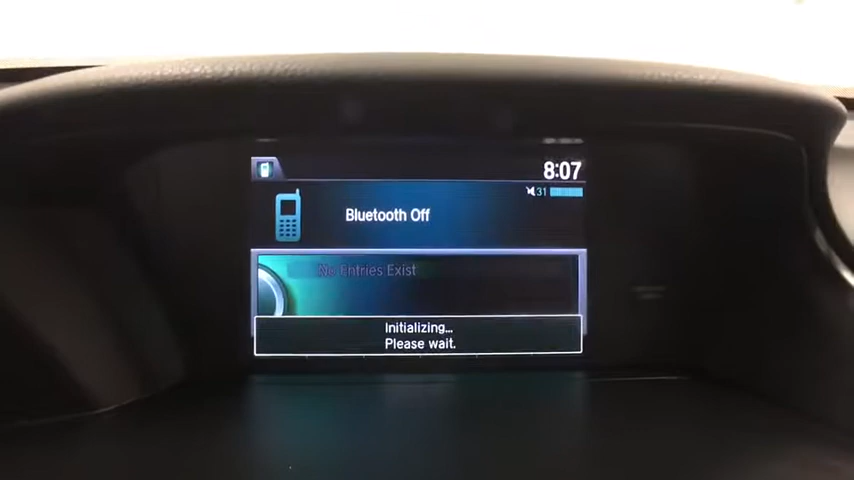 8:07
31
Bluetooth Off
No Entries Exist
Initializing...
Please wait.